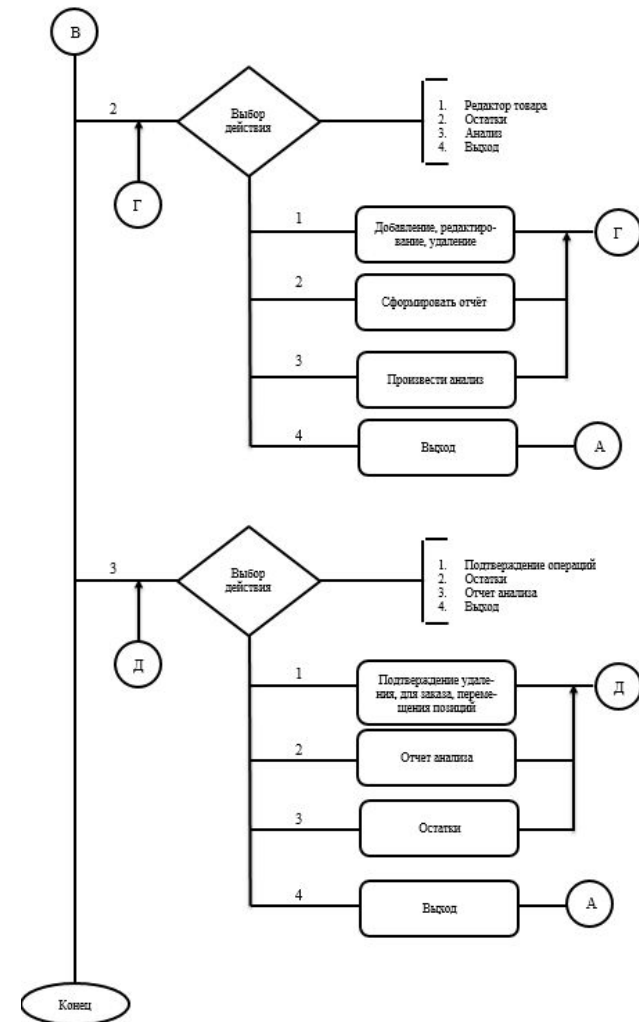 В
2
Выбор
действия
1. Редактор товара
2. Остатки
3. Анализ
4. Выход
Г
1
Добавление, редактиро-
вание, удаление
Г
2
Сформировать отчёт
3
Произвести анализ
4
Выход
А
3
Выбор
действия
1. Подтверждение операций
2. Остатки
3. Отчет анализа
4. Выход
Д
1
Подтверждение удале-
ния, для заказа, переме-
щения позиций
Д
2
Отчет анализа
3
Остатки
4
Выход
А
Конец